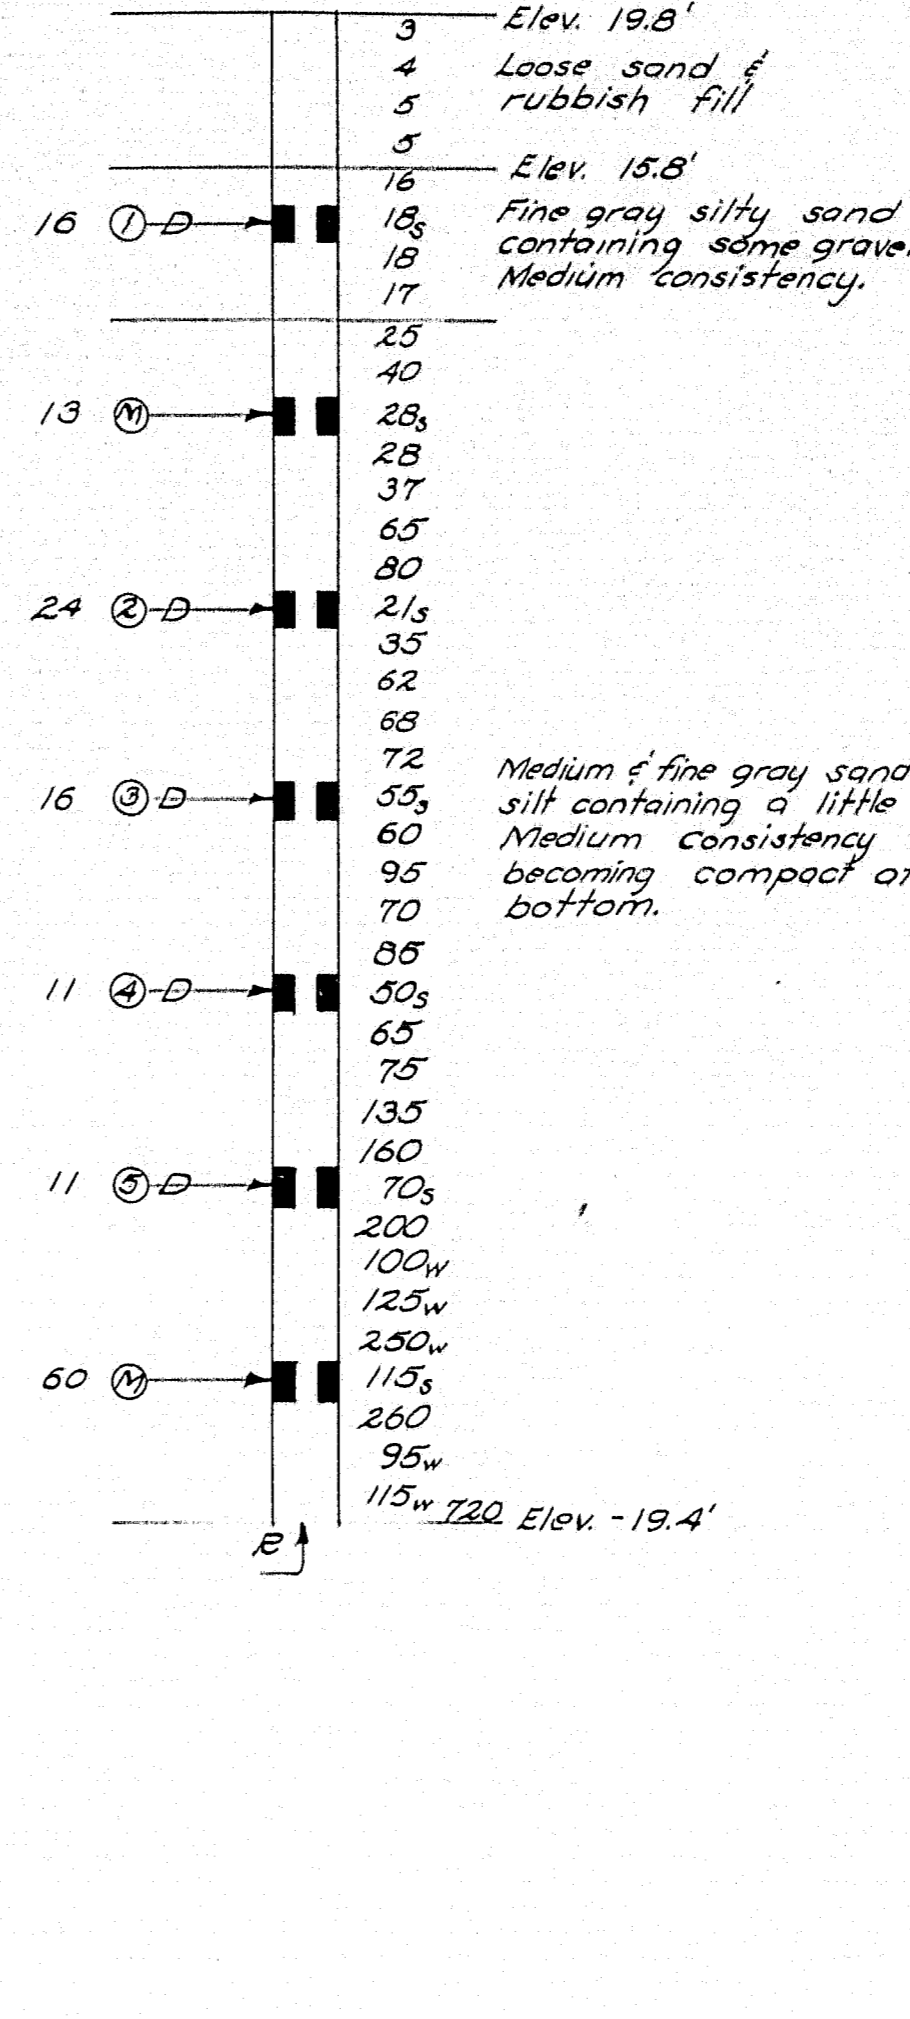 3 Elev. 19.8'
4 Loose sand &
5 rubbish fill
5
Elev. 15.8'
16
16 1 D 18s Fine gray silty sand
18 containing some grave
17 Medium consistency.
25
40
13 M 28s
28
37
65
80
24 2 D 21s
35
62
68
72 Medium & fine gray sand
16 3 D 55s silt containing a little
60 Medium Consistency
95 becoming compact at
70 bottom.
85
11 4 D 50s
65
75
135
160
11 5 D 70s
200
100w
125w
250w
60 M 115s
260
95w
115w 720 Elev. -19.4'
R